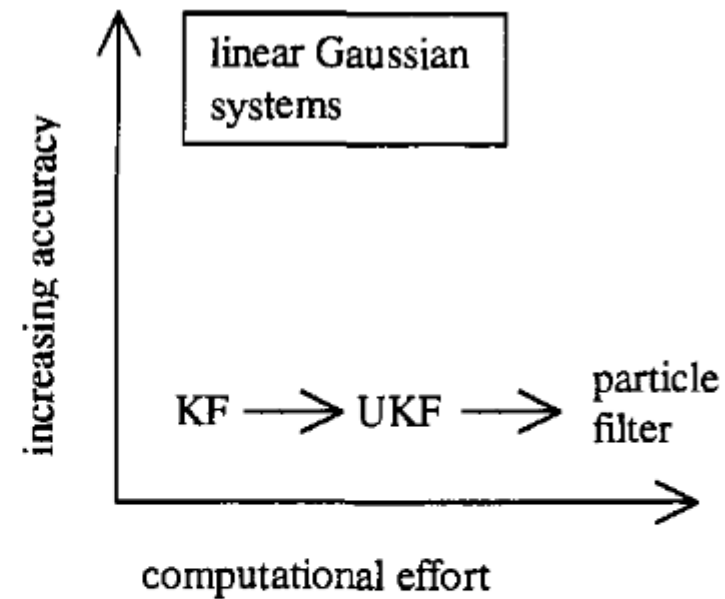 linear Gaussian
systems
increasing accuracy
KF
UKF
particle
filter
computational effort